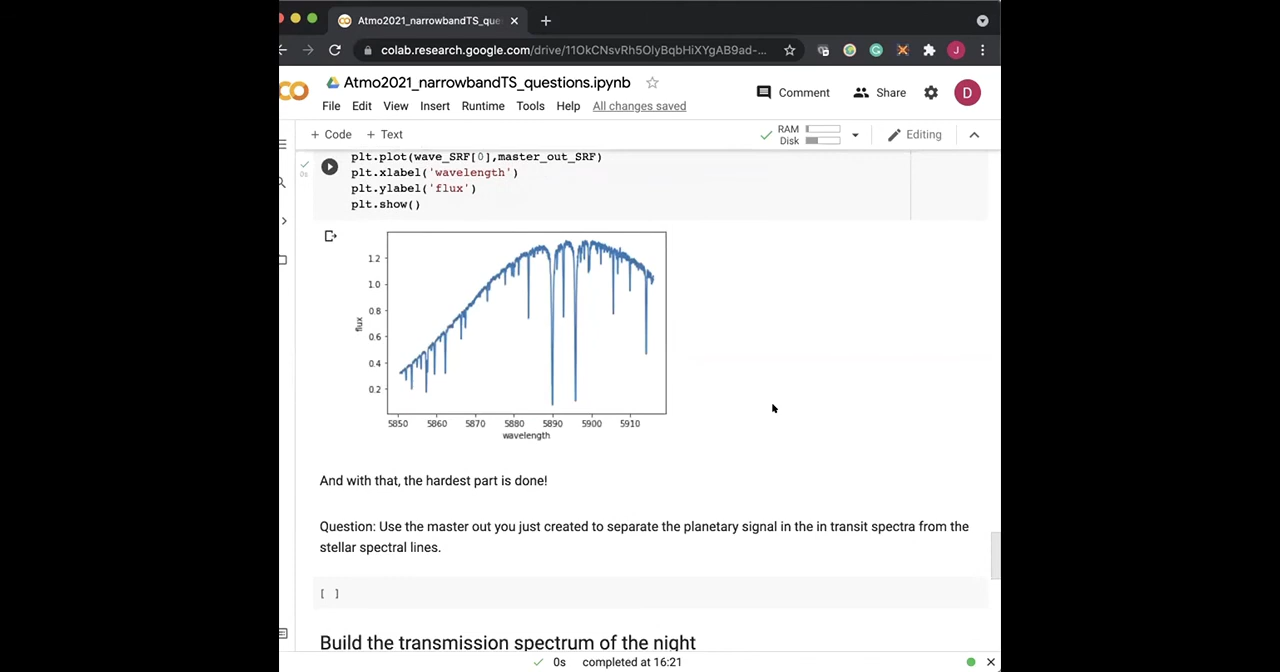 Atmo2021_narrowbandTS_que
colab.research.google.com/drive/11OkCNsvRh5OlyBqbHiXYgAB9ad-...
J
Atmo2021_narrowbandTS_questions.ipynb
Comment
Share
D
File Edit View Insert Runtime Tools Help All changes saved
+ Code + Text
RAM
Disk
Editing
plt.plot(wave_SRF[0],master_out_SRF)
0s
plt.xlabel('wavelength')
plt.ylabel('flux')
plt.show()
1.2
1.0
0.8
0.6
0.4
0.2
flux
5850 5860 5870 5880 5890 5900 5910
wavelength
And with that, the hardest part is done!
Question: Use the master out you just created to separate the planetary signal in the in transit spectra from the
stellar spectral lines.
[ ]
Build the transmission spectrum of the night
0s completed at 16:21